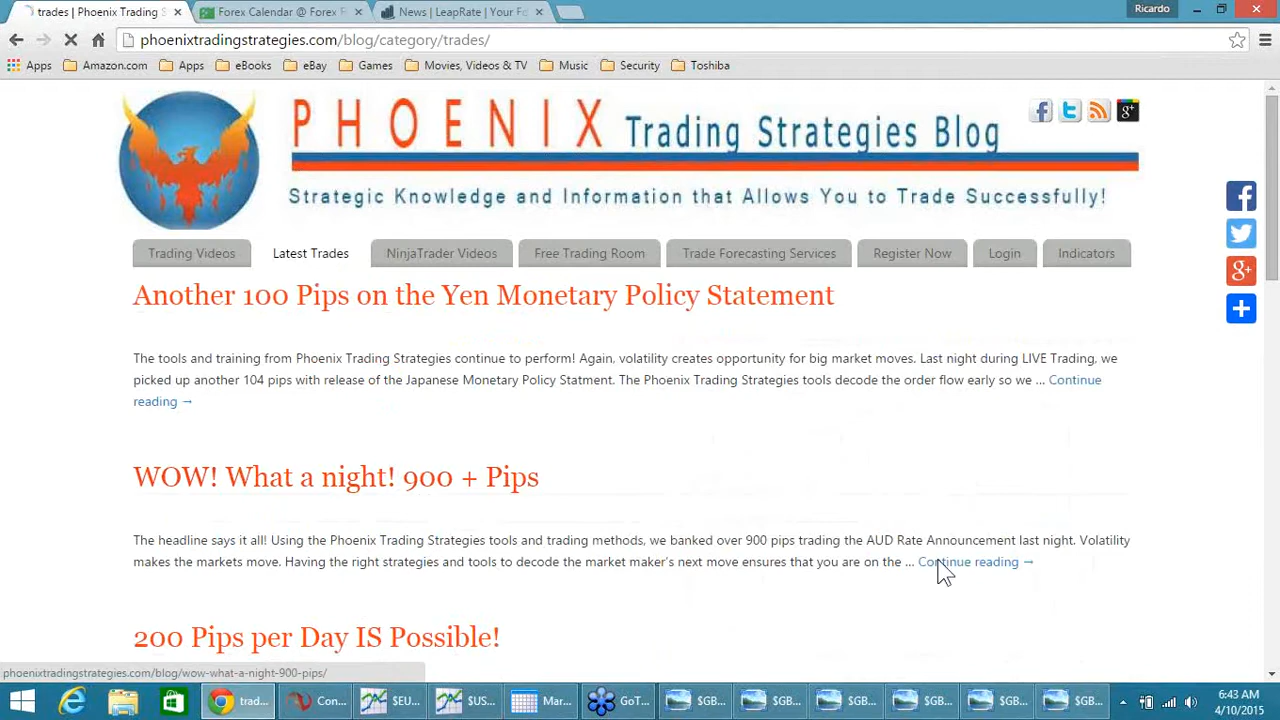 trades | Phoenix Trading S
Forex Calendar @ Forex F
News | LeapRate | Your F
Ricardo
phoenixtradingstrategies.com/blog/category/trades/
Apps Amazon.com Apps eBooks eBay Games Movies, Videos & TV Music Security Toshiba
PHOENIX Trading Strategies Blog
Strategic Knowledge and Information that Allows You to Trade Successfully!
Trading Videos Latest Trades NinjaTrader Videos Free Trading Room Trade Forecasting Services Register Now Login Indicators
Another 100 Pips on the Yen Monetary Policy Statement
The tools and training from Phoenix Trading Strategies continue to perform! Again, volatility creates opportunity for big market moves. Last night during LIVE Trading, we
picked up another 104 pips with release of the Japanese Monetary Policy Statment. The Phoenix Trading Strategies tools decode the order flow early so we ... Continue
reading →
WOW! What a night! 900 + Pips
The headline says it all! Using the Phoenix Trading Strategies tools and trading methods, we banked over 900 pips trading the AUD Rate Announcement last night. Volatility
makes the markets move. Having the right strategies and tools to decode the market maker's next move ensures that you are on the ... Continue reading →
200 Pips per Day IS Possible!
phoenixtradingstrategies.com/blog/wow-what-a-night-900-pips/
trad... Con... $EU... $US... Mar... GoT... $GB... $GB... $GB... $GB... $GB... $GB...
6:43 AM
4/10/2015